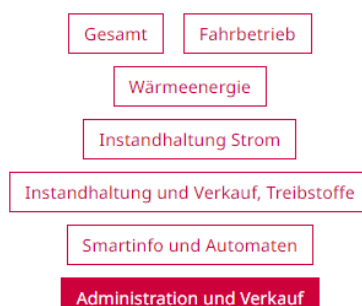 Gesamt Fahrbetrieb
Wärmeenergie
Instandhaltung Strom
Instandhaltung und Verkauf, Treibstoffe
Smartinfo und Automaten
Administration und Verkauf